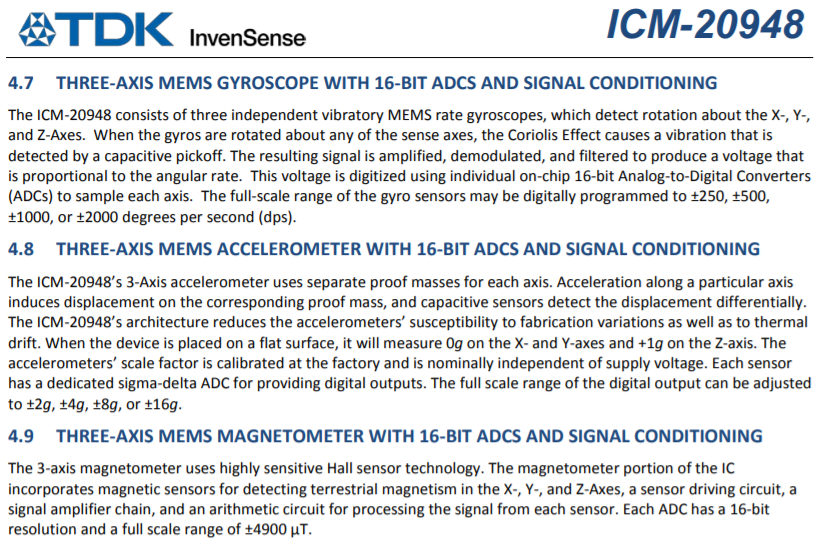 TDK InvenSense
ICM-20948
4.7 THREE-AXIS MEMS GYROSCOPE WITH 16-BIT ADCS AND SIGNAL CONDITIONING
The ICM-20948 consists of three independent vibratory MEMS rate gyroscopes, which detect rotation about the X-, Y-,
and Z-Axes. When the gyros are rotated about any of the sense axes, the Coriolis Effect causes a vibration that is
detected by a capacitive pickoff. The resulting signal is amplified, demodulated, and filtered to produce a voltage that
is proportional to the angular rate. This voltage is digitized using individual on-chip 16-bit Analog-to-Digital Converters
(ADCs) to sample each axis. The full-scale range of the gyro sensors may be digitally programmed to ±250, ±500,
±1000, or ±2000 degrees per second (dps).
4.8 THREE-AXIS MEMS ACCELEROMETER WITH 16-BIT ADCS AND SIGNAL CONDITIONING
The ICM-20948’s 3-Axis accelerometer uses separate proof masses for each axis. Acceleration along a particular axis
induces displacement on the corresponding proof mass, and capacitive sensors detect the displacement differentially.
The ICM-20948’s architecture reduces the accelerometers’ susceptibility to fabrication variations as well as to thermal
drift. When the device is placed on a flat surface, it will measure 0g on the X- and Y-axes and +1g on the Z-axis. The
accelerometers’ scale factor is calibrated at the factory and is nominally independent of supply voltage. Each sensor
has a dedicated sigma-delta ADC for providing digital outputs. The full scale range of the digital output can be adjusted
to ±2g, ±4g, ±8g, or ±16g.
4.9 THREE-AXIS MEMS MAGNETOMETER WITH 16-BIT ADCS AND SIGNAL CONDITIONING
The 3-axis magnetometer uses highly sensitive Hall sensor technology. The magnetometer portion of the IC
incorporates magnetic sensors for detecting terrestrial magnetism in the X-, Y-, and Z-Axes, a sensor driving circuit, a
signal amplifier chain, and an arithmetic circuit for processing the signal from each sensor. Each ADC has a 16-bit
resolution and a full scale range of ±4900 µT.